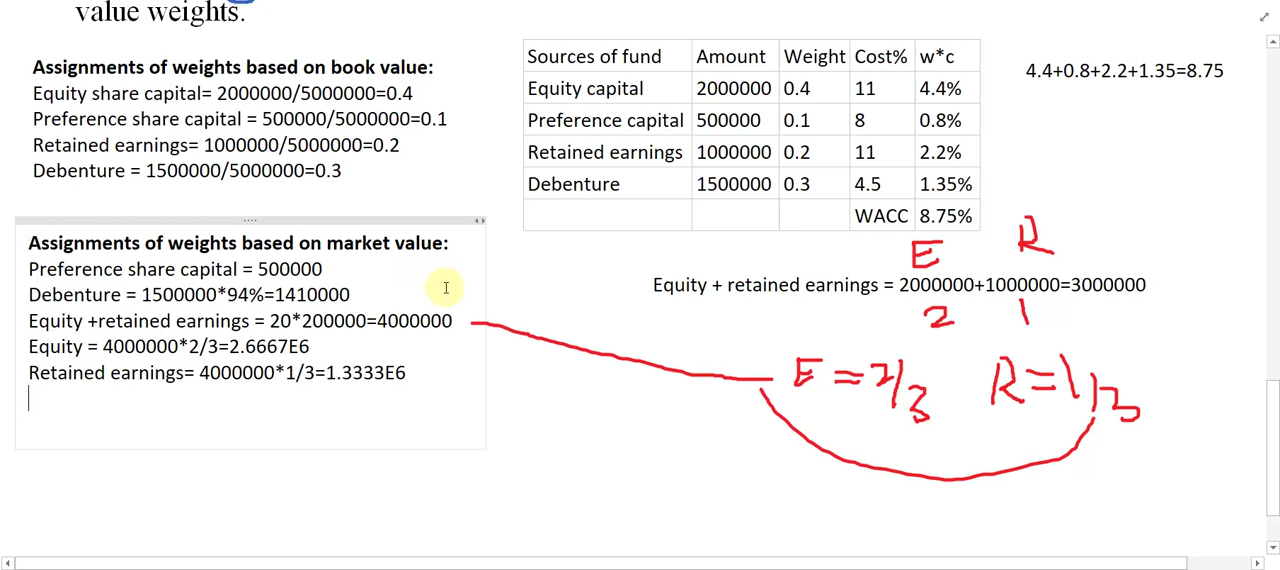 value weights.
Assignments of weights based on book value:
Equity share capital= 2000000/5000000=0.4
Preference share capital = 500000/5000000=0.1
Retained earnings= 1000000/5000000=0.2
Debenture = 1500000/5000000=0.3
Sources of fund Amount Weight Cost% w*c
Equity capital 2000000 0.4 11 4.4%
Preference capital 500000 0.1 8 0.8%
Retained earnings 1000000 0.2 11 2.2%
Debenture 1500000 0.3 4.5 1.35%
WACC 8.75%
4.4+0.8+2.2+1.35=8.75
Assignments of weights based on market value:
Preference share capital = 500000
Debenture = 1500000*94%=1410000
Equity +retained earnings = 20*200000=4000000
Equity = 4000000*2/3=2.6667E6
Retained earnings= 4000000*1/3=1.3333E6
E R
Equity + retained earnings = 2000000+1000000=3000000
2 1
E = 2/3 R = 1/3